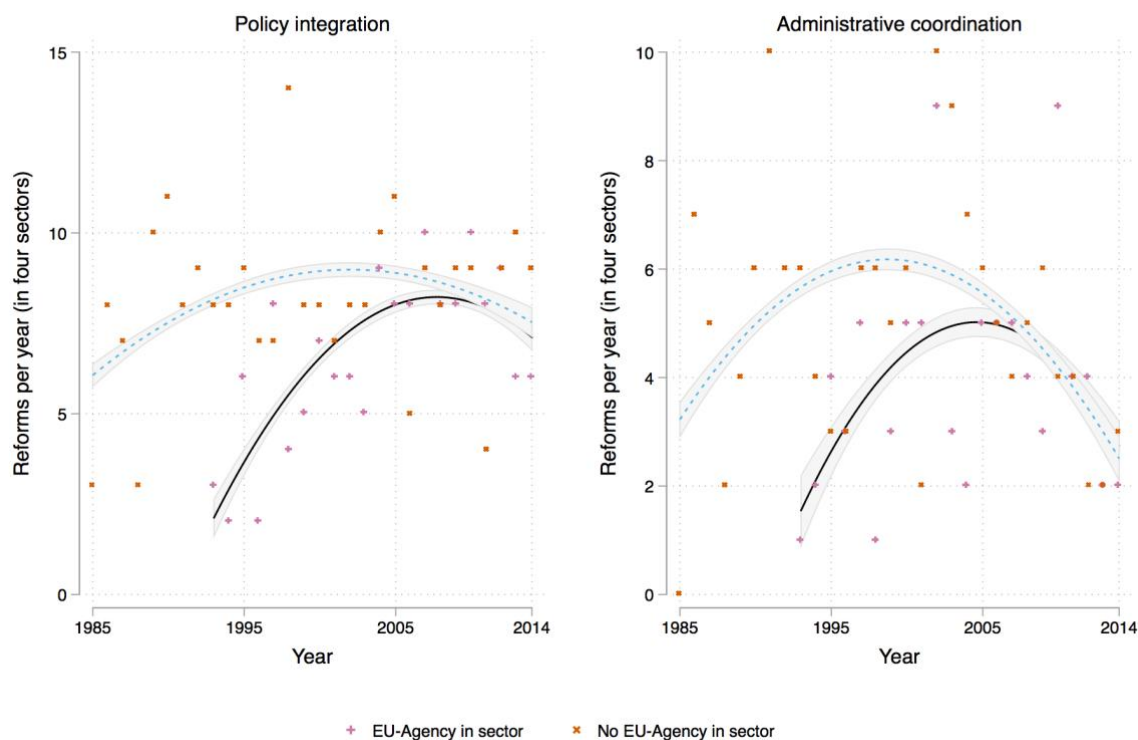 Policy integration
Reforms per year (in four sectors)
15
10
5
0
1985 1995 2005 2014
Year
Administrative coordination
Reforms per year (in four sectors)
10
8
6
4
2
0
1985 1995 2005 2014
Year
EU-Agency in sector No EU-Agency in sector